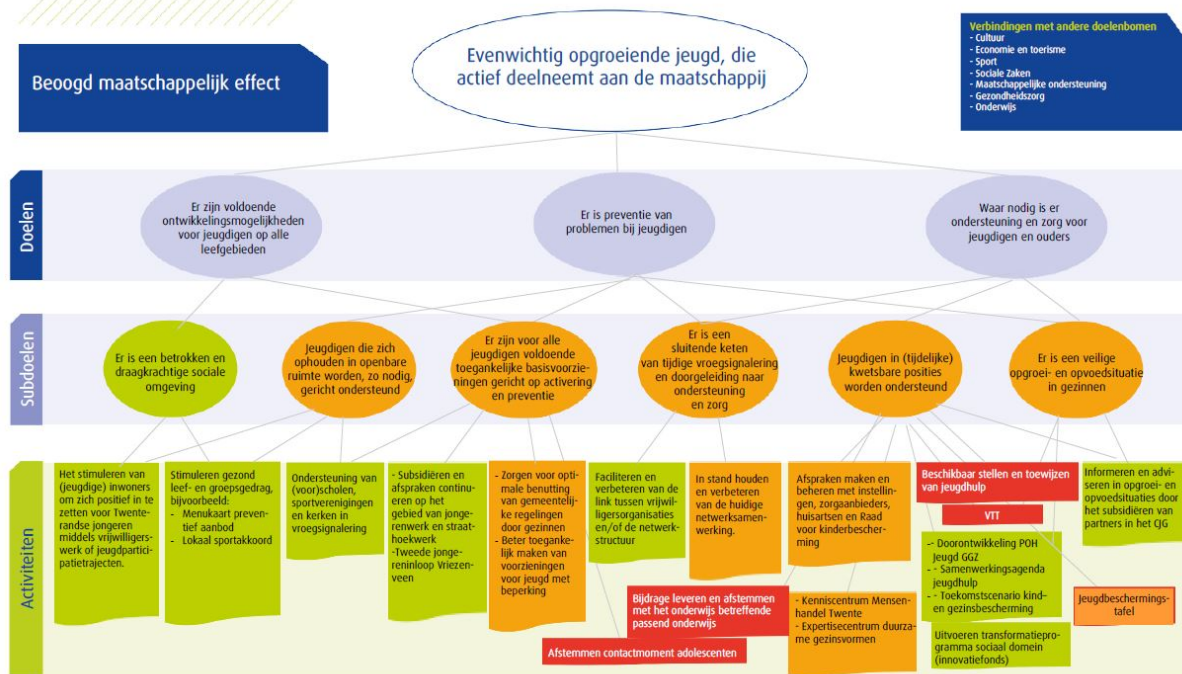 Beoogd maatschappelijk effect
Evenwichtig opgroeiende jeugd, die
actief deelneemt aan de maatschappij
Verbindingen met andere doelenbomen
- Cultuur
- Economie en toerisme
- Sport
- Sociale Zaken
- Maatschappelijke ondersteuning
- Gezondheidszorg
- Onderwijs
Doelen
Er zijn voldoende
ontwikkelingsmogelijkheden
voor jeugdigen op alle
leefgebieden
Er is preventie van
problemen bij jeugdigen
Waar nodig is er
ondersteuning en zorg voor
jeugdigen en ouders
Subdoelen
Er is een betrokken en
draagkrachtige sociale
omgeving
Jeugdigen die zich
ophouden in openbare
ruimte worden, zo nodig,
gericht ondersteund
Er zijn voor alle
jeugdigen voldoende
toegankelijke basisvoorzie-
ningen gericht op activering
en preventie
Er is een
sluitende keten
van tijdige vroegsignalering
en doorgeleiding naar
ondersteuning
en zorg
Jeugdigen in (tijdelijke)
kwetsbare posities
worden ondersteund
Er is een veilige
opgroei- en opvoedsituatie
in gezinnen
Activiteiten
Het stimuleren van
(jeugdige) inwoners
om zich positief in te
zetten voor Twente-
randse jongeren
middels vrijwilligers-
werk of jeugdpartici-
patietrajecten.
Stimuleren gezond
leef- en groepsgedrag,
bijvoorbeeld:
- Menukaart preven-
tief aanbod
- Lokaal sportakkoord
Ondersteuning van
(voor)scholen,
sportverenigingen
en kerken in
vroegsignalering
- Subsidiëren en
afspraken continu-
eren op het
gebied van jonge-
renwerk en straat-
hoekwerk
-Tweede jonge-
reninloop Vriezen-
veen
- Zorgen voor opti-
male benutting
van gemeente-
lijke regelingen
door gezinnen
- Beter toegan-
kelijk maken van
voorzieningen
voor jeugd met
beperking
Faciliteren en
verbeteren van de
link tussen vrijwil-
ligersorganisaties
en/of de netwerk-
structuur
In stand houden
en verbeteren
van de huidige
netwerksamen-
werking.
Afspraken maken en
beheren met instellin-
gen, zorgaanbieders,
huisartsen en Raad
voor kinderbescher-
ming
Beschikbaar stellen en toewijzen
van jeugdhulp
VTT
Informeren en advi-
seren in opgroei- en
opvoedsituaties door
het subsidiëren van
partners in het CJG
-- Doorontwikkeling POH
Jeugd GGZ
- - Samenwerkingsagenda
jeugdhulp
- - Toekomstscenario kind-
en gezinsbescherming
Jeugdbeschermings-
tafel
Bijdrage leveren en afstemmen
met het onderwijs betreffende
passend onderwijs
- Kenniscentrum Mensen-
handel Twente
- Expertisecentrum duurza-
me gezinsvormen
Afstemmen contactmoment adolescenten
Uitvoeren transformatiepro-
gramma sociaal domein
(innovatiefonds)